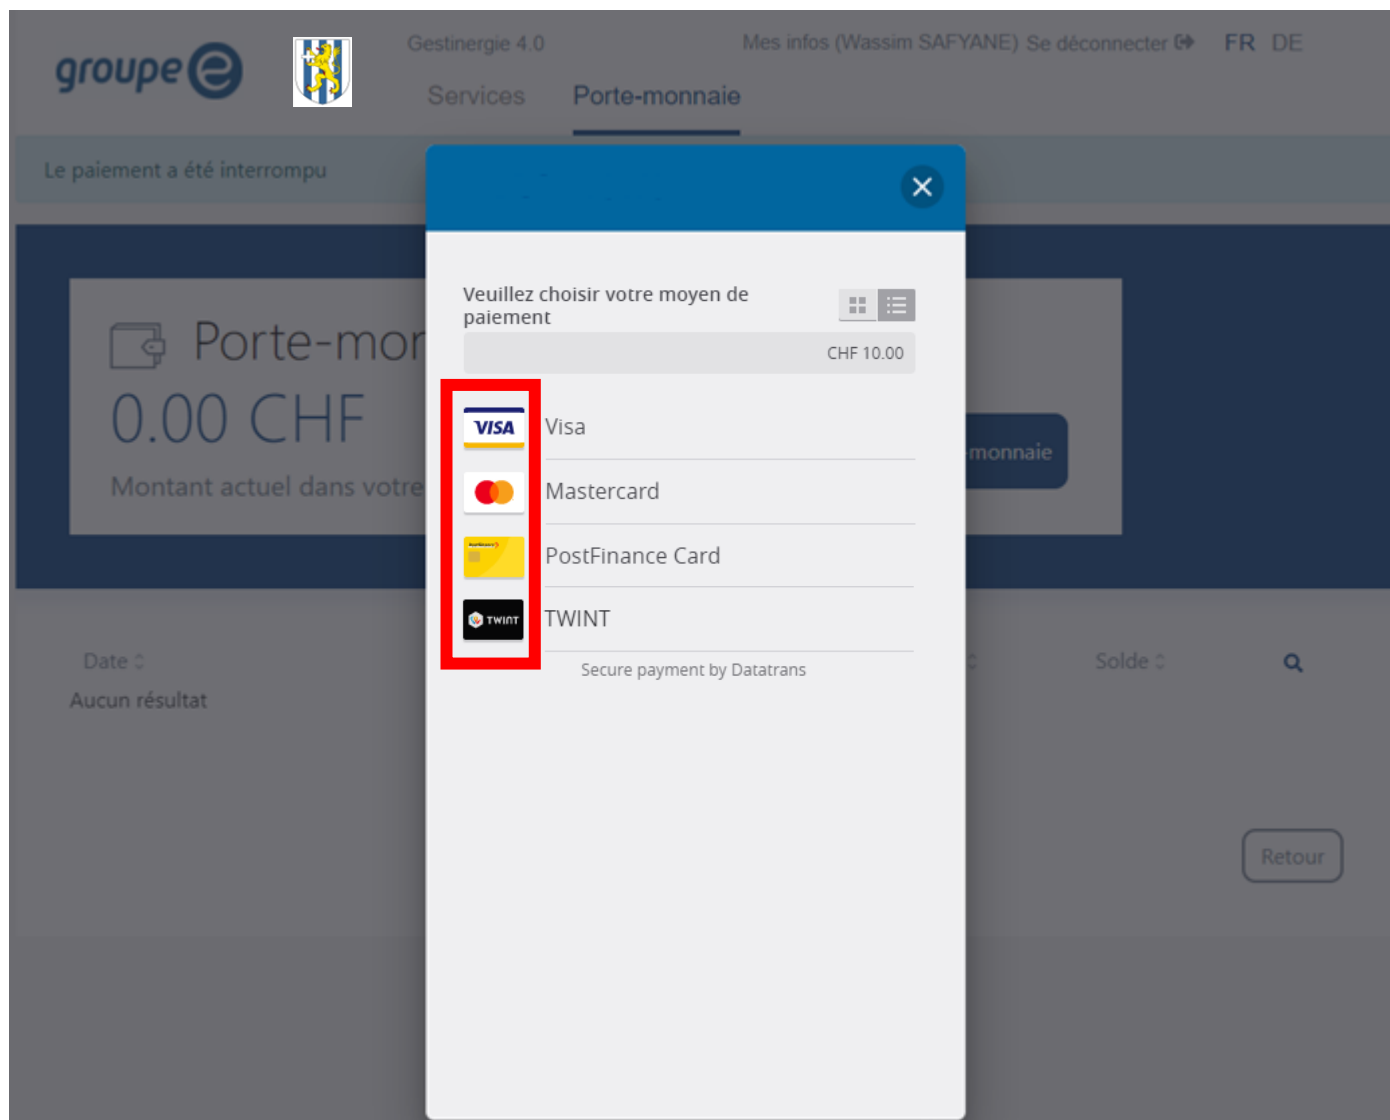 groupe e
Gestinergie 4.0
Mes infos (Wassim SAFYANE) Se déconnecter
FR DE
Services
Porte-monnaie
Le paiement a été interrompu
Veuillez choisir votre moyen de
paiement
CHF 10.00
Porte-mon
0.00 CHF
Montant actuel dans votre
-monnaie
VISA Visa
Mastercard
PostFinance Card
TWINT TWINT
Secure payment by Datatrans
Date
Solde
Aucun résultat
Retour